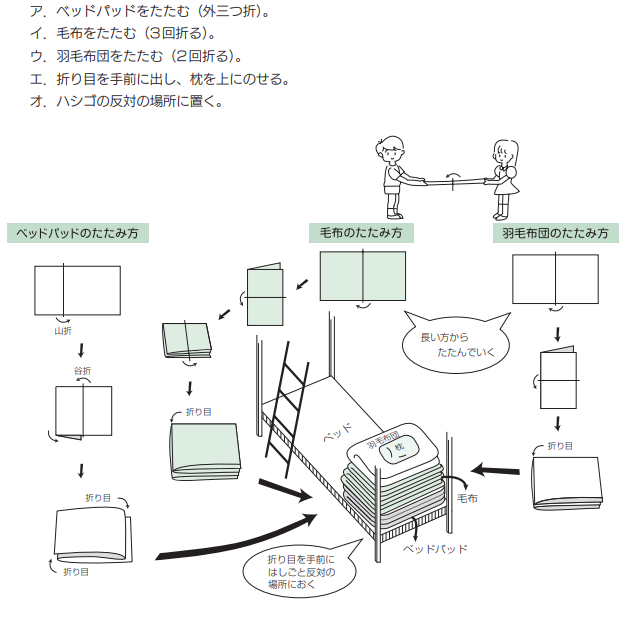 ア．ベッドパッドをたたむ（外三つ折）。
イ．毛布をたたむ（３回折る）。
ウ．羽毛布団をたたむ（２回折る）。
エ．折り目を手前に出し、枕を上にのせる。
オ．ハシゴの反対の場所に置く。
ベッドパッドのたたみ方
毛布のたたみ方
羽毛布団のたたみ方
山折
谷折
折り目
折り目
折り目
長い方から
たたんでいく
折り目
ベッド
羽毛布団
枕
毛布
ベッドパッド
折り目を手前に
はしごと反対の
場所におく